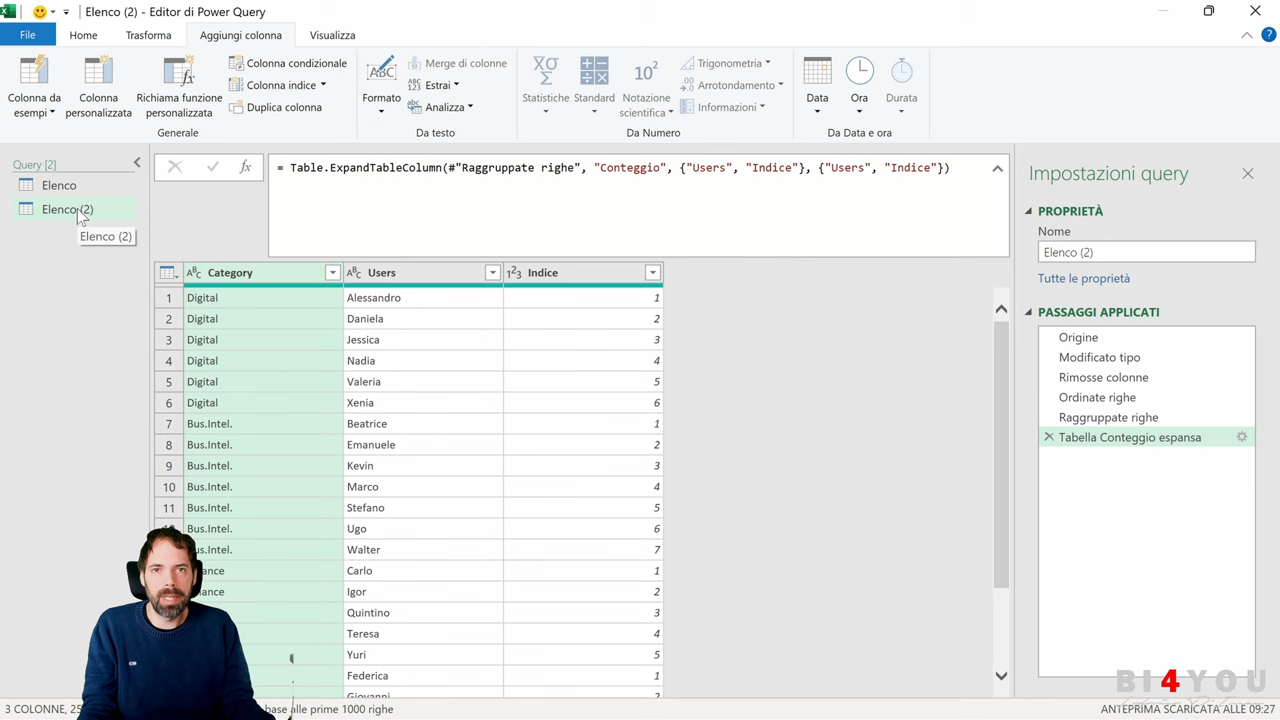 Elenco (2) - Editor di Power Query
File
Home
Trasforma
Aggiungi colonna
Visualizza
Colonna da esempi
Colonna personalizzata
Richiama funzione personalizzata
Colonna condizionale
Colonna indice
Duplica colonna
Generale
Formato
Merge di colonne
Estrai
Analizza
Da testo
Statistiche
Standard
Notazione scientifica
Trigonometria
Arrotondamento
Informazioni
Da Numero
Data
Ora
Durata
Da Data e ora
Query [2]
Elenco
Elenco (2)
Elenco (2)
= Table.ExpandTableColumn(#"Raggruppate righe", "Conteggio", {"Users", "Indice"}, {"Users", "Indice"})
Category Users Indice
1 Digital Alessandro 1
2 Digital Daniela 2
3 Digital Jessica 3
4 Digital Nadia 4
5 Digital Valeria 5
6 Digital Xenia 6
7 Bus.Intel. Beatrice 1
8 Bus.Intel. Emanuele 2
9 Bus.Intel. Kevin 3
10 Bus.Intel. Marco 4
11 Bus.Intel. Stefano 5
Bus.Intel. Ugo 6
Walter 7
Carlo 1
Igor 2
Quintino 3
Teresa 4
Yuri 5
Federica 1
Giovanni 2
Impostazioni query
PROPRIETÀ
Nome
Elenco (2)
Tutte le proprietà
PASSAGGI APPLICATI
Origine
Modificato tipo
Rimosse colonne
Ordinate righe
Raggruppate righe
Tabella Conteggio espansa
BI4YOU
3 COLONNE,
base alle prime 1000 righe
ANTEPRIMA SCARICATA ALLE 09:27